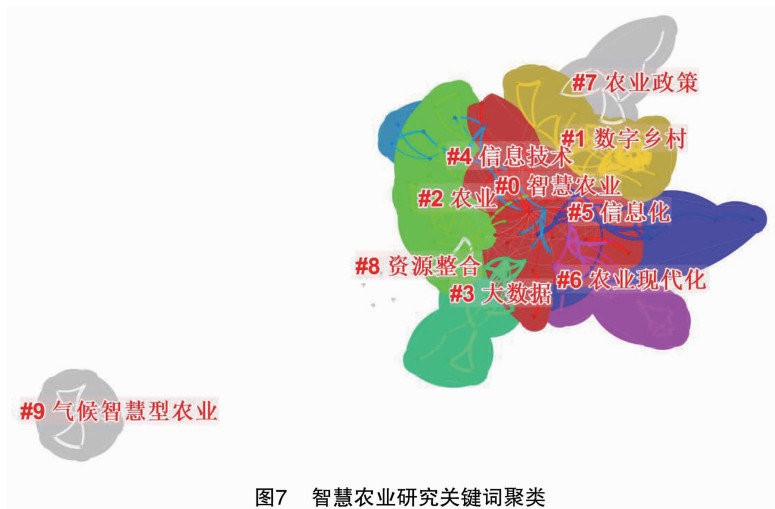 #7 农业政策
#1 数字乡村
#4 信息技术
#0 智慧农业
#2 农业
#5 信息化
#8 资源整合
#6 农业现代化
#3 大数据
#9 气候智慧型农业
图7 智慧农业研究关键词聚类